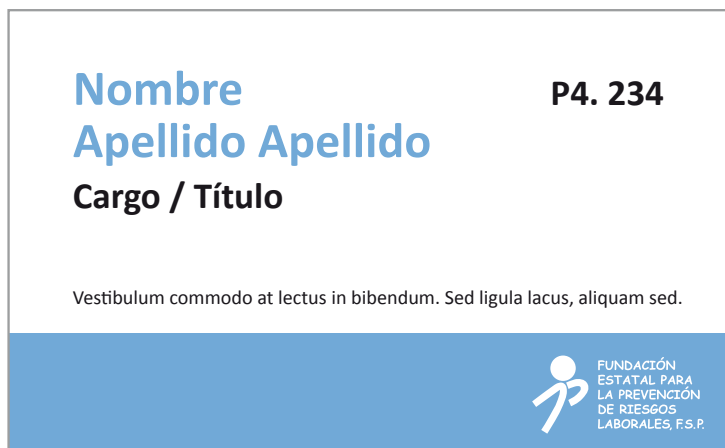 Nombre
Apellido Apellido
P4. 234
Cargo / Título
Vestibulum commodo at lectus in bibendum. Sed ligula lacus, aliquam sed.
FUNDACIÓN
ESTATAL PARA
LA PREVENCIÓN
DE RIESGOS
LABORALES, F.S.P.